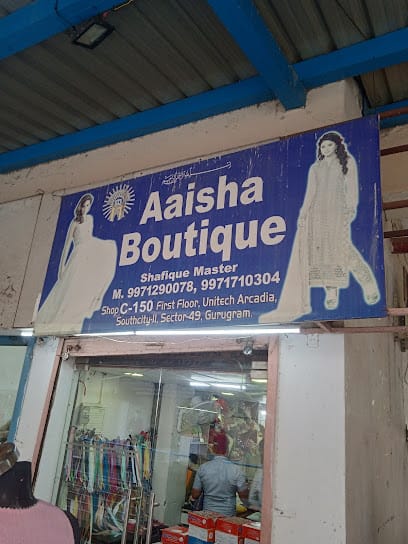 Aaisha
Boutique
Shafique Master
M. 9971290078, 9971710304
Shop C-150 First Floor, Unitech Arcadia,
Southcity-II, Sector-49, Gurugram.